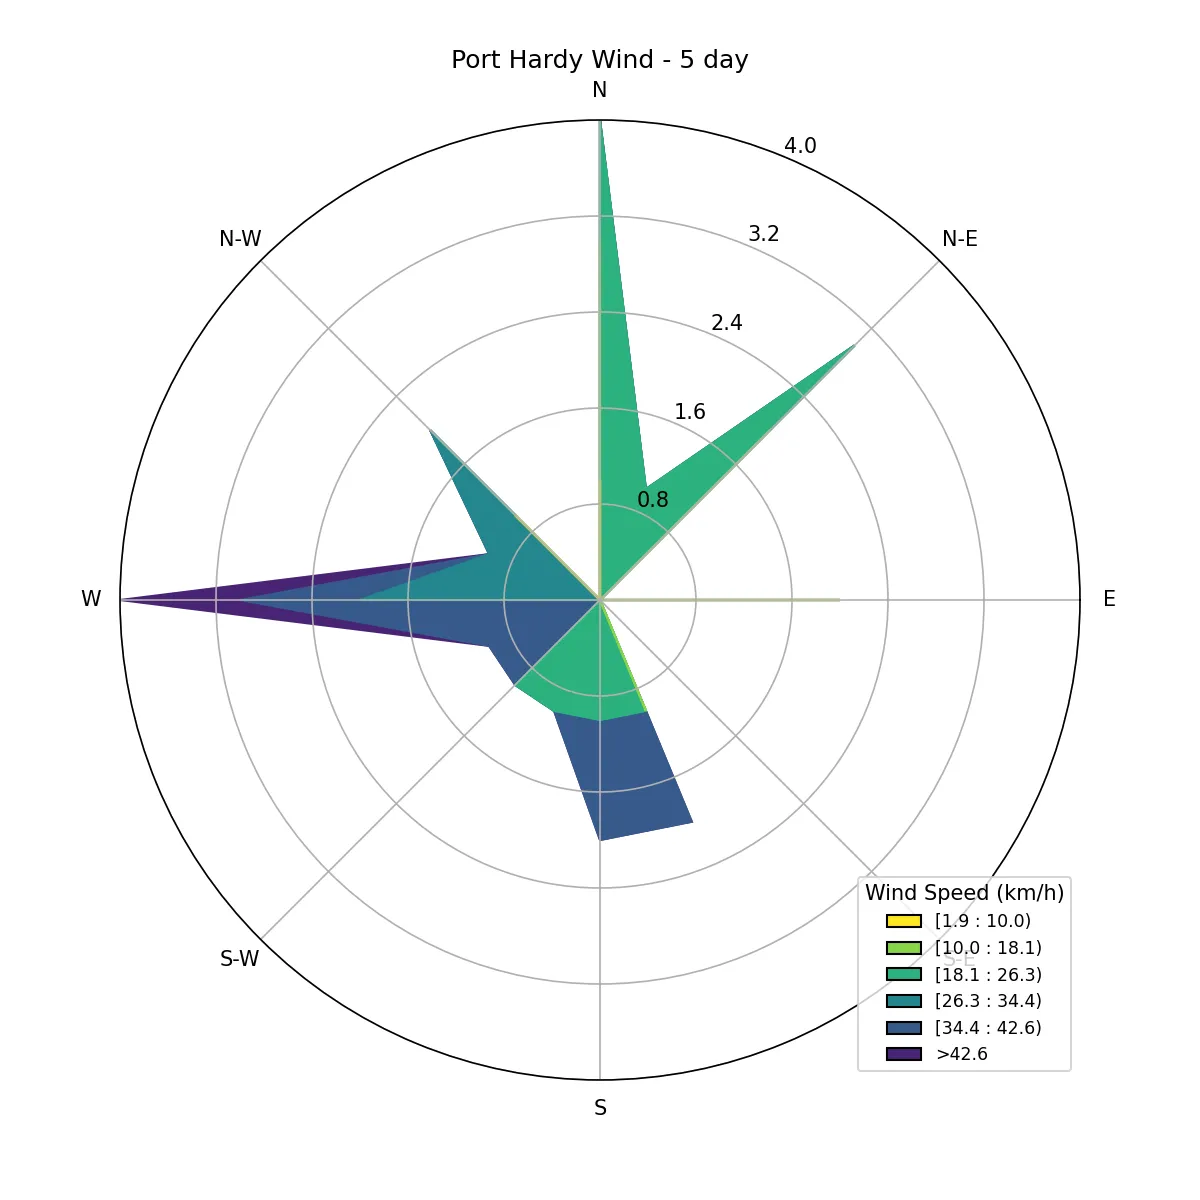 Port Hardy Wind - 5 day
N
4.0
N-W
N-E
3.2
2.4
1.6
0.8
W
E
Wind Speed (km/h)
[1.9 : 10.0)
[10.0 : 18.1)
S-W
S-E
[18.1 : 26.3)
[26.3 : 34.4)
[34.4 : 42.6)
>42.6
S